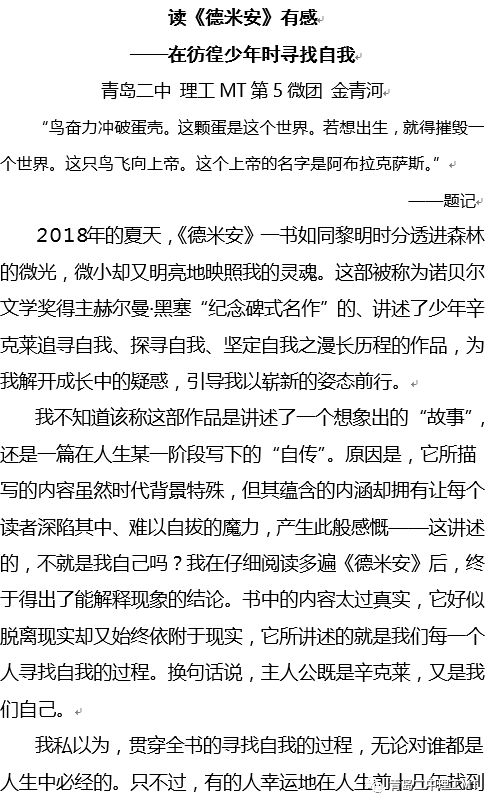 读《德米安》有感
——在彷徨少年时寻找自我
青岛二中 理工 MT 第 5 微团 金青河
“鸟奋力冲破蛋壳。这颗蛋是这个世界。若想出生，就得摧毁一
个世界。这只鸟飞向上帝。这个上帝的名字是阿布拉克萨斯。”
——题记
2018年的夏天，《德米安》一书如同黎明时分透进森林
的微光，微小却又明亮地映照我的灵魂。这部被称为诺贝尔
文学奖得主赫尔曼·黑塞“纪念碑式名作”的、讲述了少年辛
克莱追寻自我、探寻自我、坚定自我之漫长历程的作品，为
我解开成长中的疑惑，引导我以崭新的姿态前行。
我不知道该称这部作品是讲述了一个想象出的“故事”，
还是一篇在人生某一阶段写下的“自传”。原因是，它所描
写的内容虽然时代背景特殊，但其蕴含的内涵却拥有让每个
读者深陷其中、难以自拔的魔力，产生此般感慨——这讲述
的，不就是我自己吗？我在仔细阅读多遍《德米安》后，终
于得出了能解释现象的结论。书中的内容太过真实，它好似
脱离现实却又始终依附于现实，它所讲述的就是我们每一个
人寻找自我的过程。换句话说，主人公既是辛克莱，又是我
们自己。
我私以为，贯穿全书的寻找自我的过程，无论对谁都是
人生中必经的。只不过，有的人幸运地在人生前十几年找到